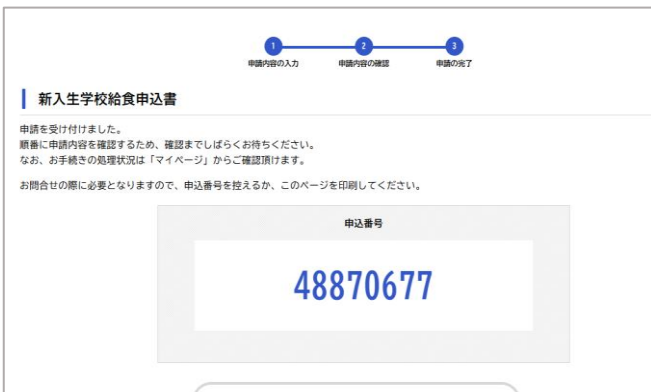 1 2 3
申請内容の入力 申請内容の確認 申請の完了
新入生学校給食申込書
申請を受け付けました。
順番に申請内容を確認するため、確認までしばらくお待ちください。
なお、お手続きの処理状況は「マイページ」からご確認頂けます。
お問合せの際に必要となりますので、申込番号を控えるか、このページを印刷してください。
申込番号
48870677